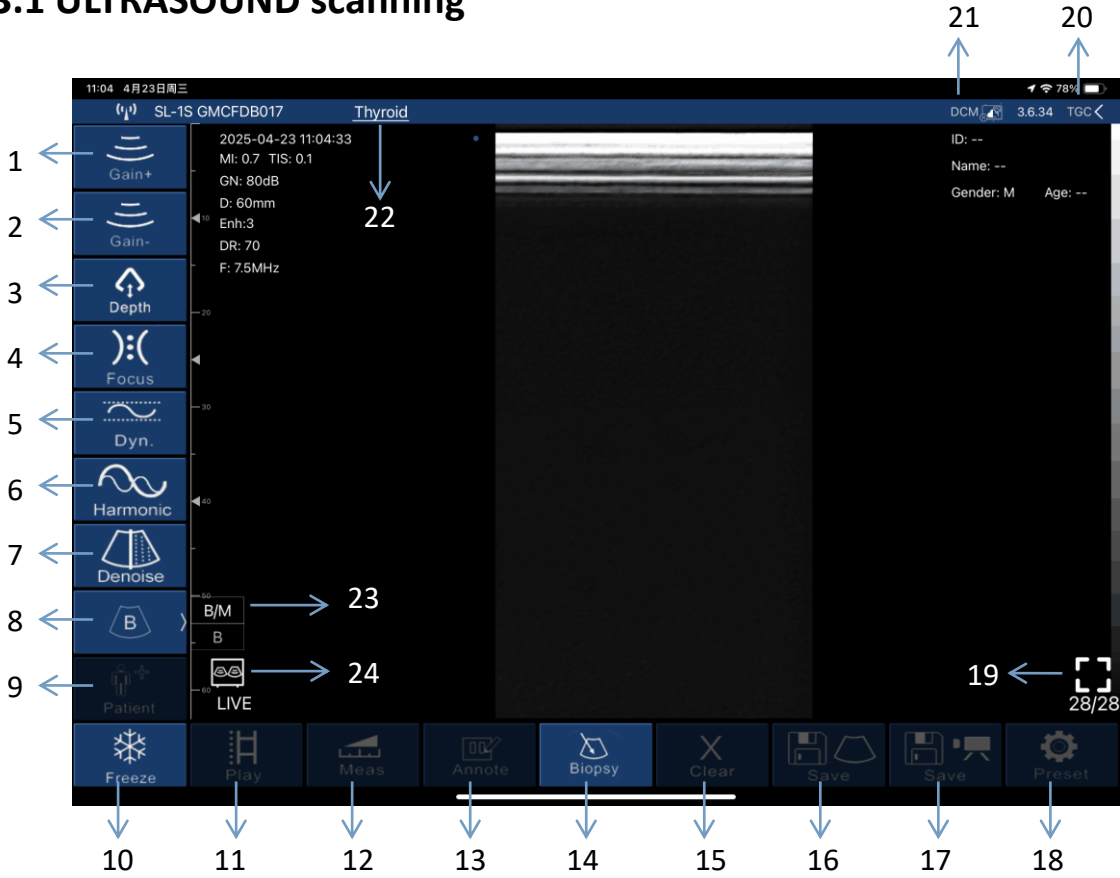 3.1 ULTRASOUND scanning
21 20
11:04 4月23日周三 78%
SL-1S GMCFDB017 Thyroid DCM 3.6.34 TGC
2025-04-23 11:04:33
MI: 0.7 TIS: 0.1
GN: 80dB
D: 60mm
Enh:3
DR: 70
F: 7.5MHz
ID: --
Name: --
Gender: M Age: --
22
10
20
30
40
50
60
1 Gain+
2 Gain-
3 Depth
4 Focus
5 Dyn.
6 Harmonic
7 Denoise
8 B
9 Patient
B/M 23
B
24
LIVE
19
28/28
Freeze Play Meas Annote Biopsy Clear Save Save Preset
10 11 12 13 14 15 16 17 18